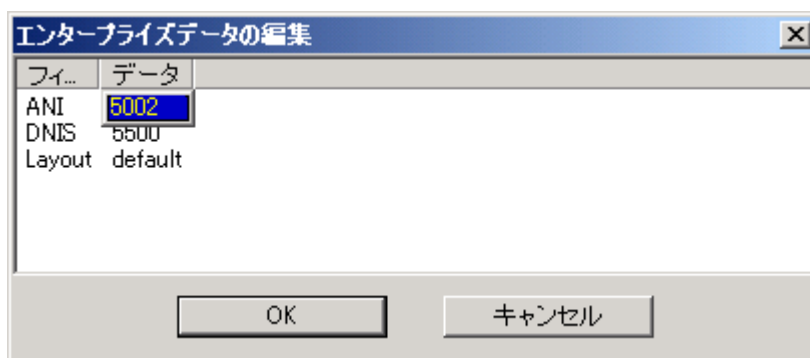 エンタープライズデータの編集
フィ... データ
ANI 5002
DNIS 5500
Layout default
OK キャンセル